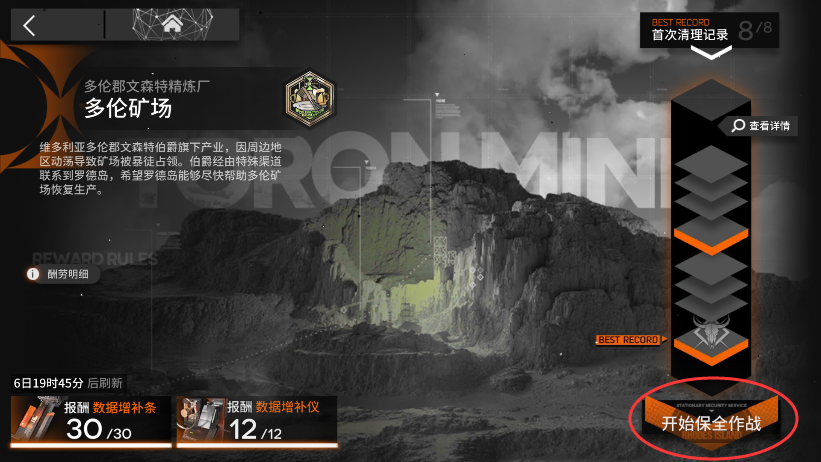 BEST RECORD
首次清理记录
8/8
多伦郡文森特精炼厂
多伦矿场
查看详情
维多利亚多伦郡文森特伯爵旗下产业，因周边地
区动荡导致矿场被暴徒占领。伯爵经由特殊渠道
联系到罗德岛，希望罗德岛能够尽快帮助多伦矿
场恢复生产。
TORON MINE
REWARD RULES
酬劳明细
BEST RECORD
6日19时45分 后刷新
报酬 数据增补条
30/30
报酬 数据增补仪
12/12
STATIONARY SECURITY SERVICE
开始保全作战
RHODES ISLAND